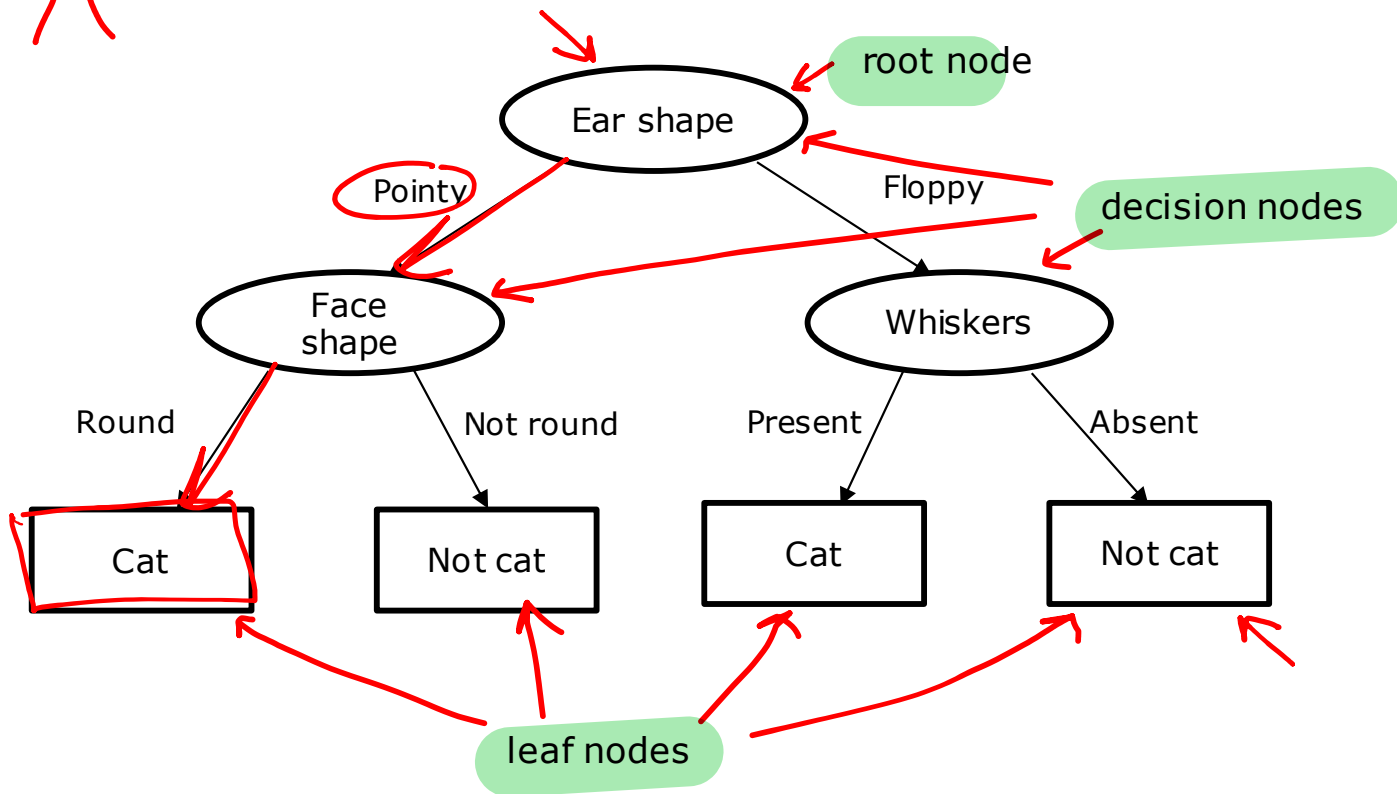 root node
Ear shape
Pointy
Floppy
decision nodes
Face
shape
Whiskers
Round
Not round
Present
Absent
Cat
Not cat
Cat
Not cat
leaf nodes